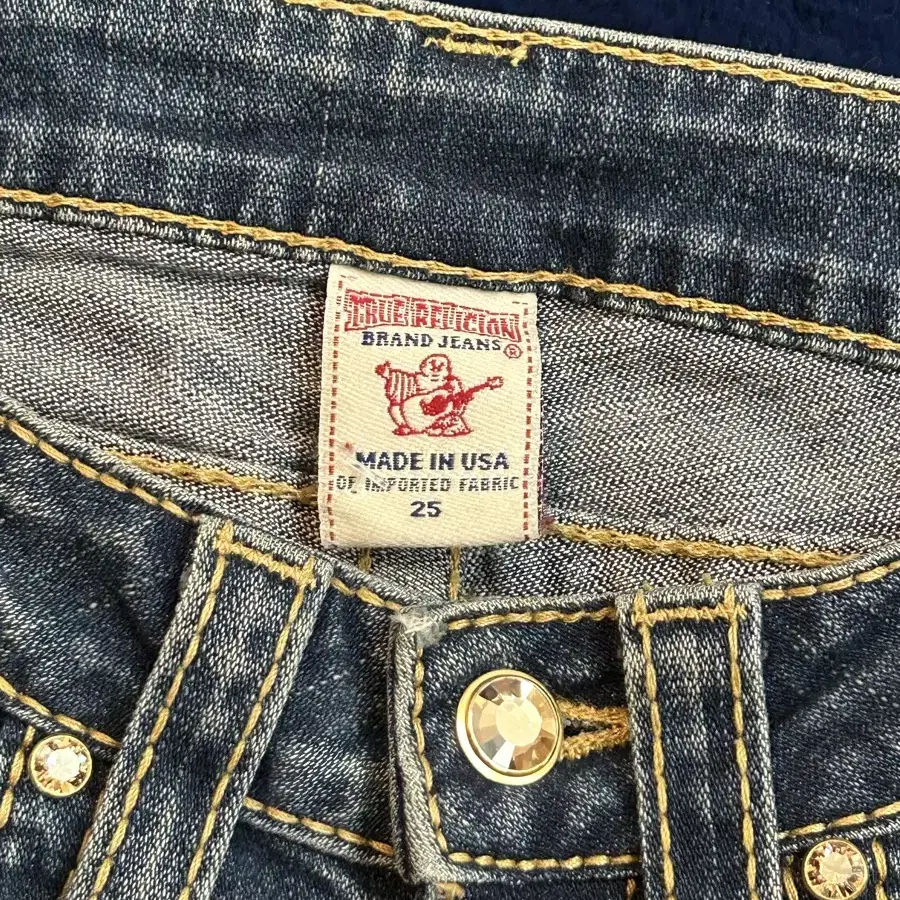 TRUE RELIGION
BRAND JEANS®
MADE IN USA
OF IMPORTED FABRIC
25